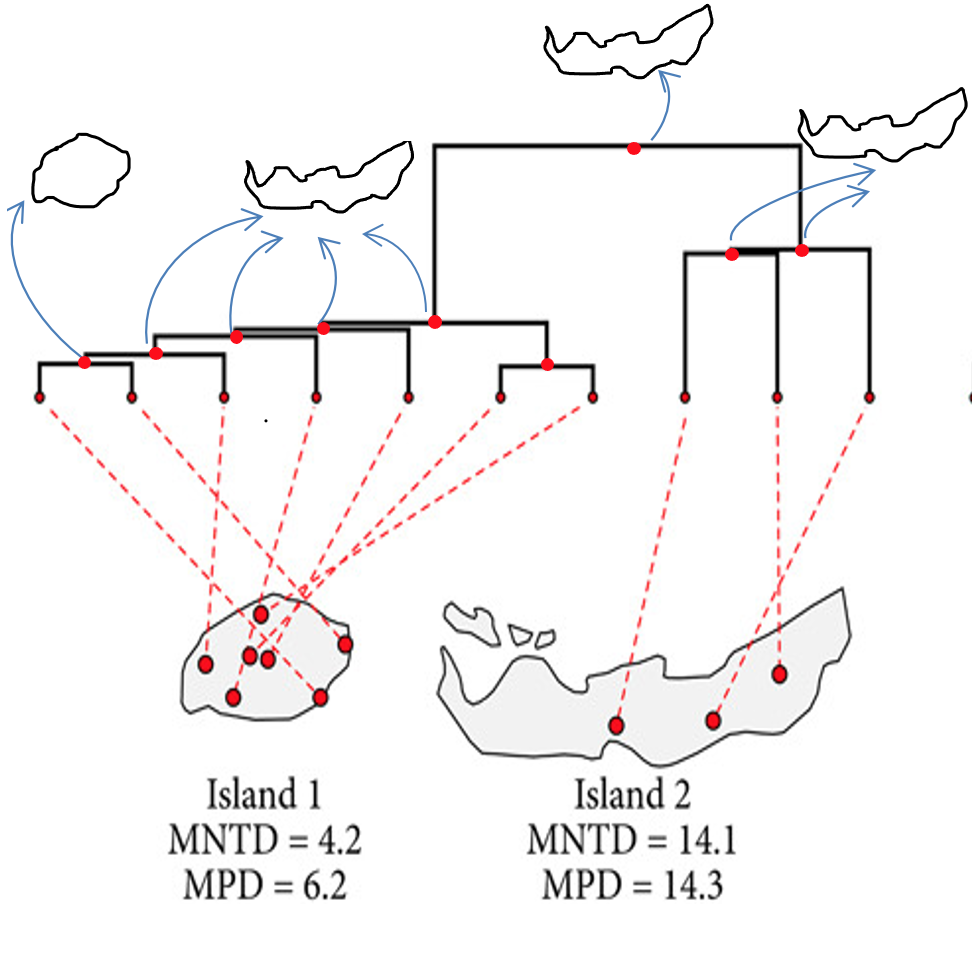 Island 1
MNTD = 4.2
MPD = 6.2
Island 2
MNTD = 14.1
MPD = 14.3